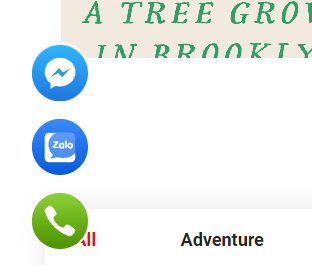 A TREE GROW
IN BROOKLY
Zalo
All
Adventure